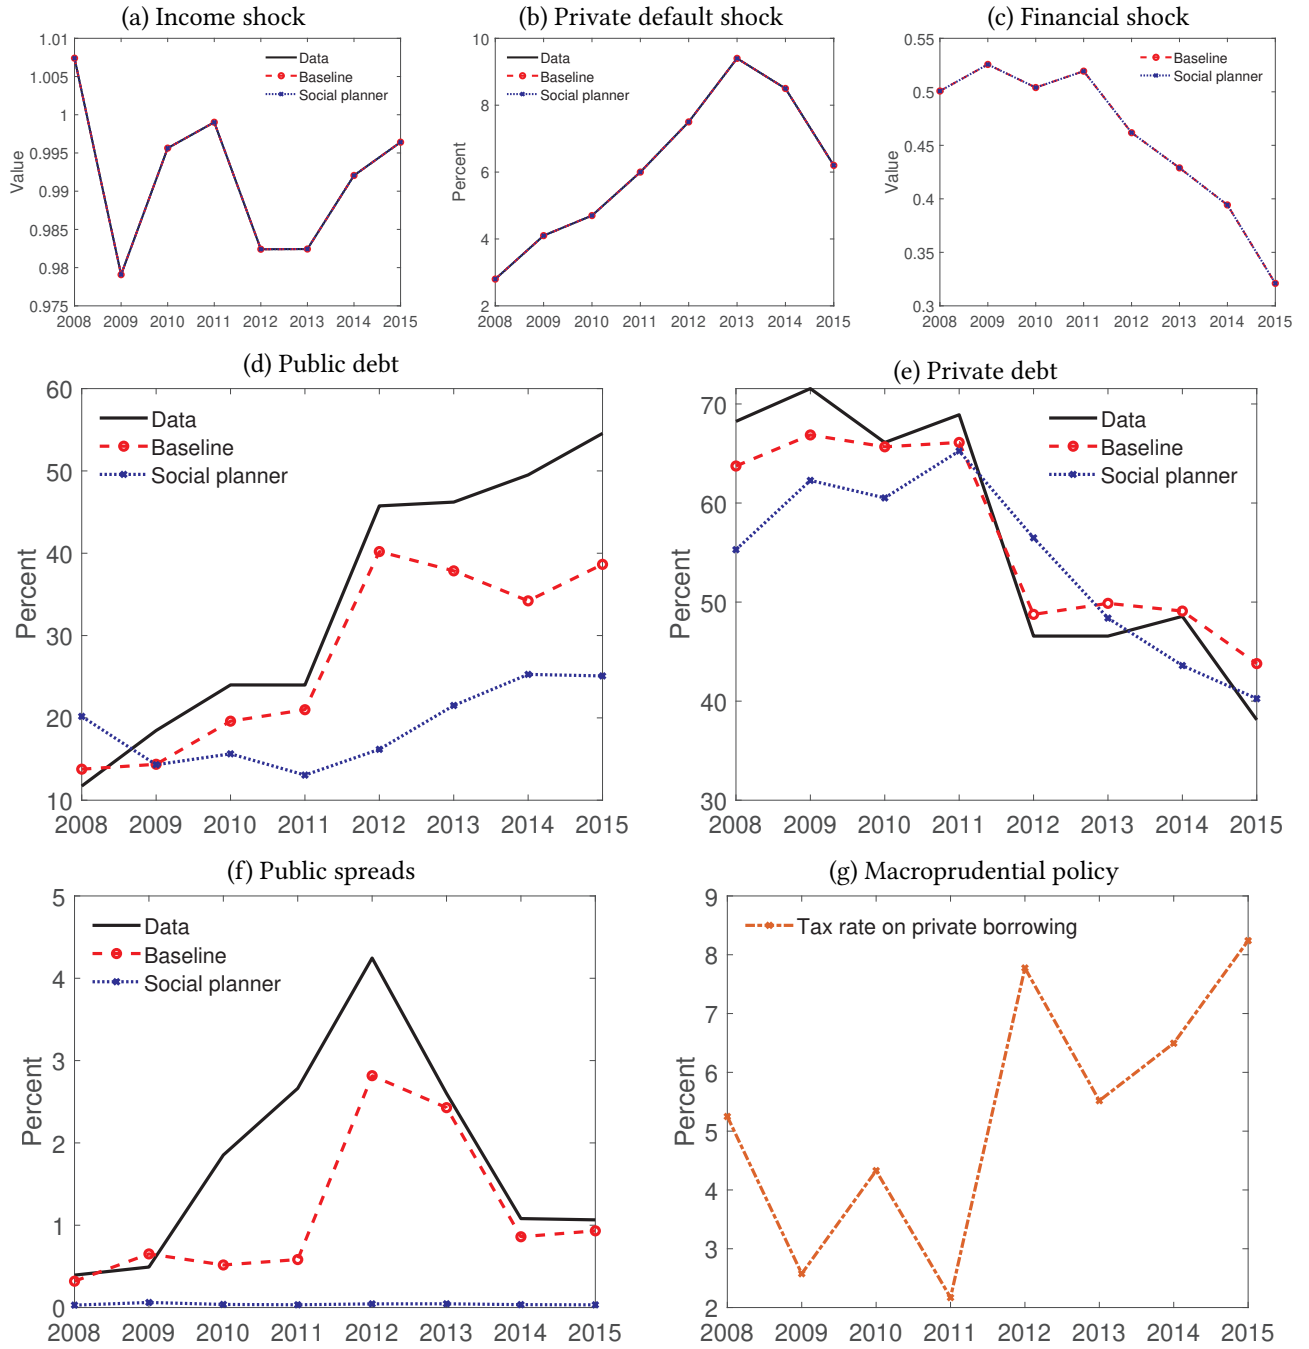 (a) Income shock
1.01
1.005
1
0.995
0.99
0.985
0.98
0.975
Value
Data
Baseline
Social planner
2008 2009 2010 2011 2012 2013 2014 2015
(b) Private default shock
10
8
6
4
2
Percent
Data
Baseline
Social planner
2008 2009 2010 2011 2012 2013 2014 2015
(c) Financial shock
0.55
0.5
0.45
0.4
0.35
0.3
Value
Baseline
Social planner
2008 2009 2010 2011 2012 2013 2014 2015
(d) Public debt
60
50
40
30
20
10
Percent
Data
Baseline
Social planner
2008 2009 2010 2011 2012 2013 2014 2015
(e) Private debt
70
60
50
40
30
Percent
Data
Baseline
Social planner
2008 2009 2010 2011 2012 2013 2014 2015
(f) Public spreads
5
4
3
2
1
0
Percent
Data
Baseline
Social planner
2008 2009 2010 2011 2012 2013 2014 2015
(g) Macroprudential policy
9
8
7
6
5
4
3
2
Percent
Tax rate on private borrowing
2008 2009 2010 2011 2012 2013 2014 2015